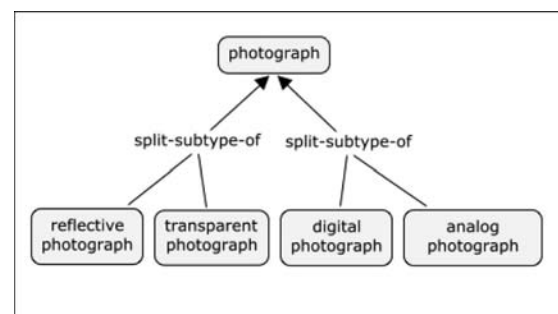 photograph
split-subtype-of split-subtype-of
reflective
photograph
transparent
photograph
digital
photograph
analog
photograph